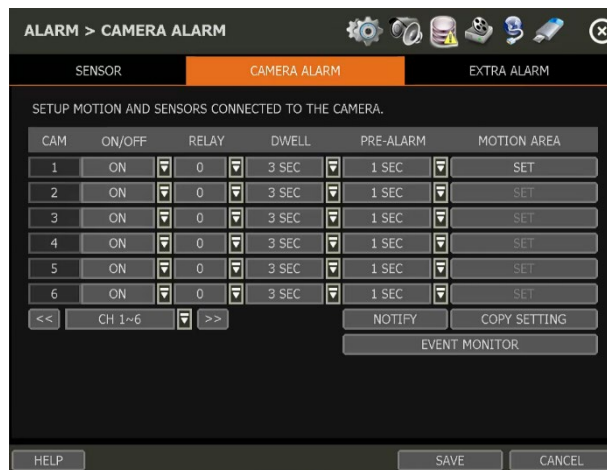 ALARM > CAMERA ALARM
SENSOR CAMERA ALARM EXTRA ALARM
SETUP MOTION AND SENSORS CONNECTED TO THE CAMERA.
CAM ON/OFF RELAY DWELL PRE-ALARM MOTION AREA
1 ON 0 3 SEC 1 SEC SET
2 ON 0 3 SEC 1 SEC SET
3 ON 0 3 SEC 1 SEC SET
4 ON 0 3 SEC 1 SEC SET
5 ON 0 3 SEC 1 SEC SET
6 ON 0 3 SEC 1 SEC SET
<< CH 1~6 >> NOTIFY COPY SETTING
EVENT MONITOR
HELP SAVE CANCEL